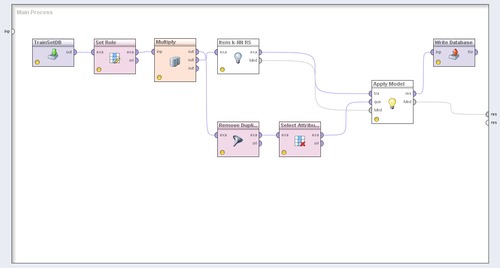 Main Process
inp
TrainSetDB
out
Set Role
exa
exa
ori
Multiply
inp
out
out
out
Item k-NN RS
exa
exa
Mod
Apply Model
tra
res
que
Mod
Mod
Write Database
inp
thr
Remove Dupli...
exa
exa
ori
Select Attribu...
exa
exa
ori
res
res